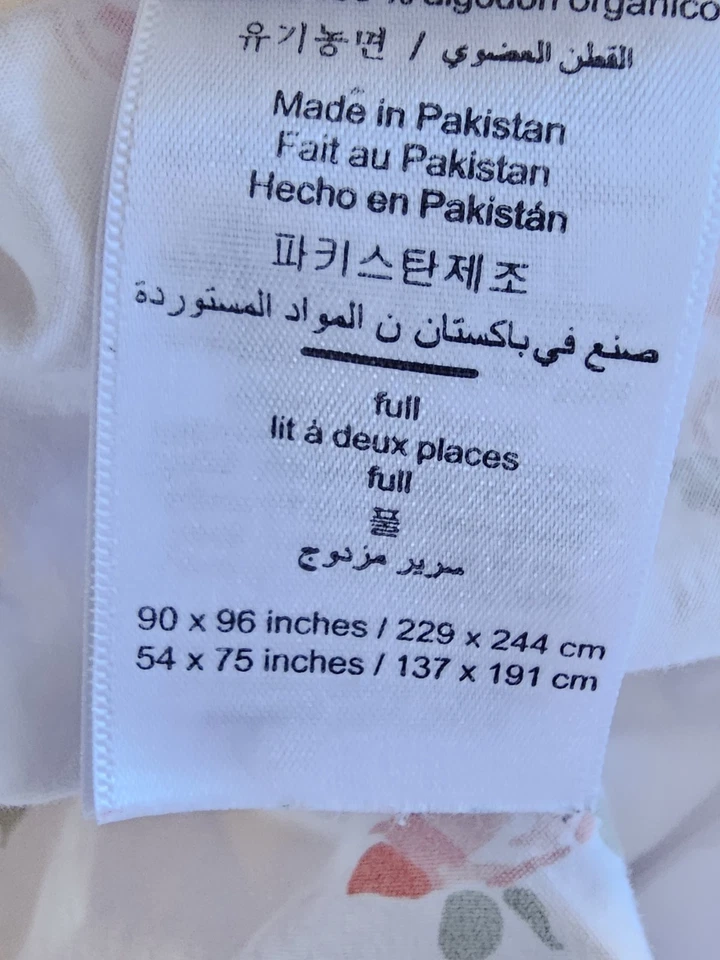 % algodón orgánico
유기농면 / القطن العضوي
Made in Pakistan
Fait au Pakistan
Hecho en Pakistán
파키스탄제조
صنع في باكستان ن المواد المستوردة
full
lit à deux places
full
풀
سرير مزدوج
90 x 96 inches / 229 x 244 cm
54 x 75 inches / 137 x 191 cm